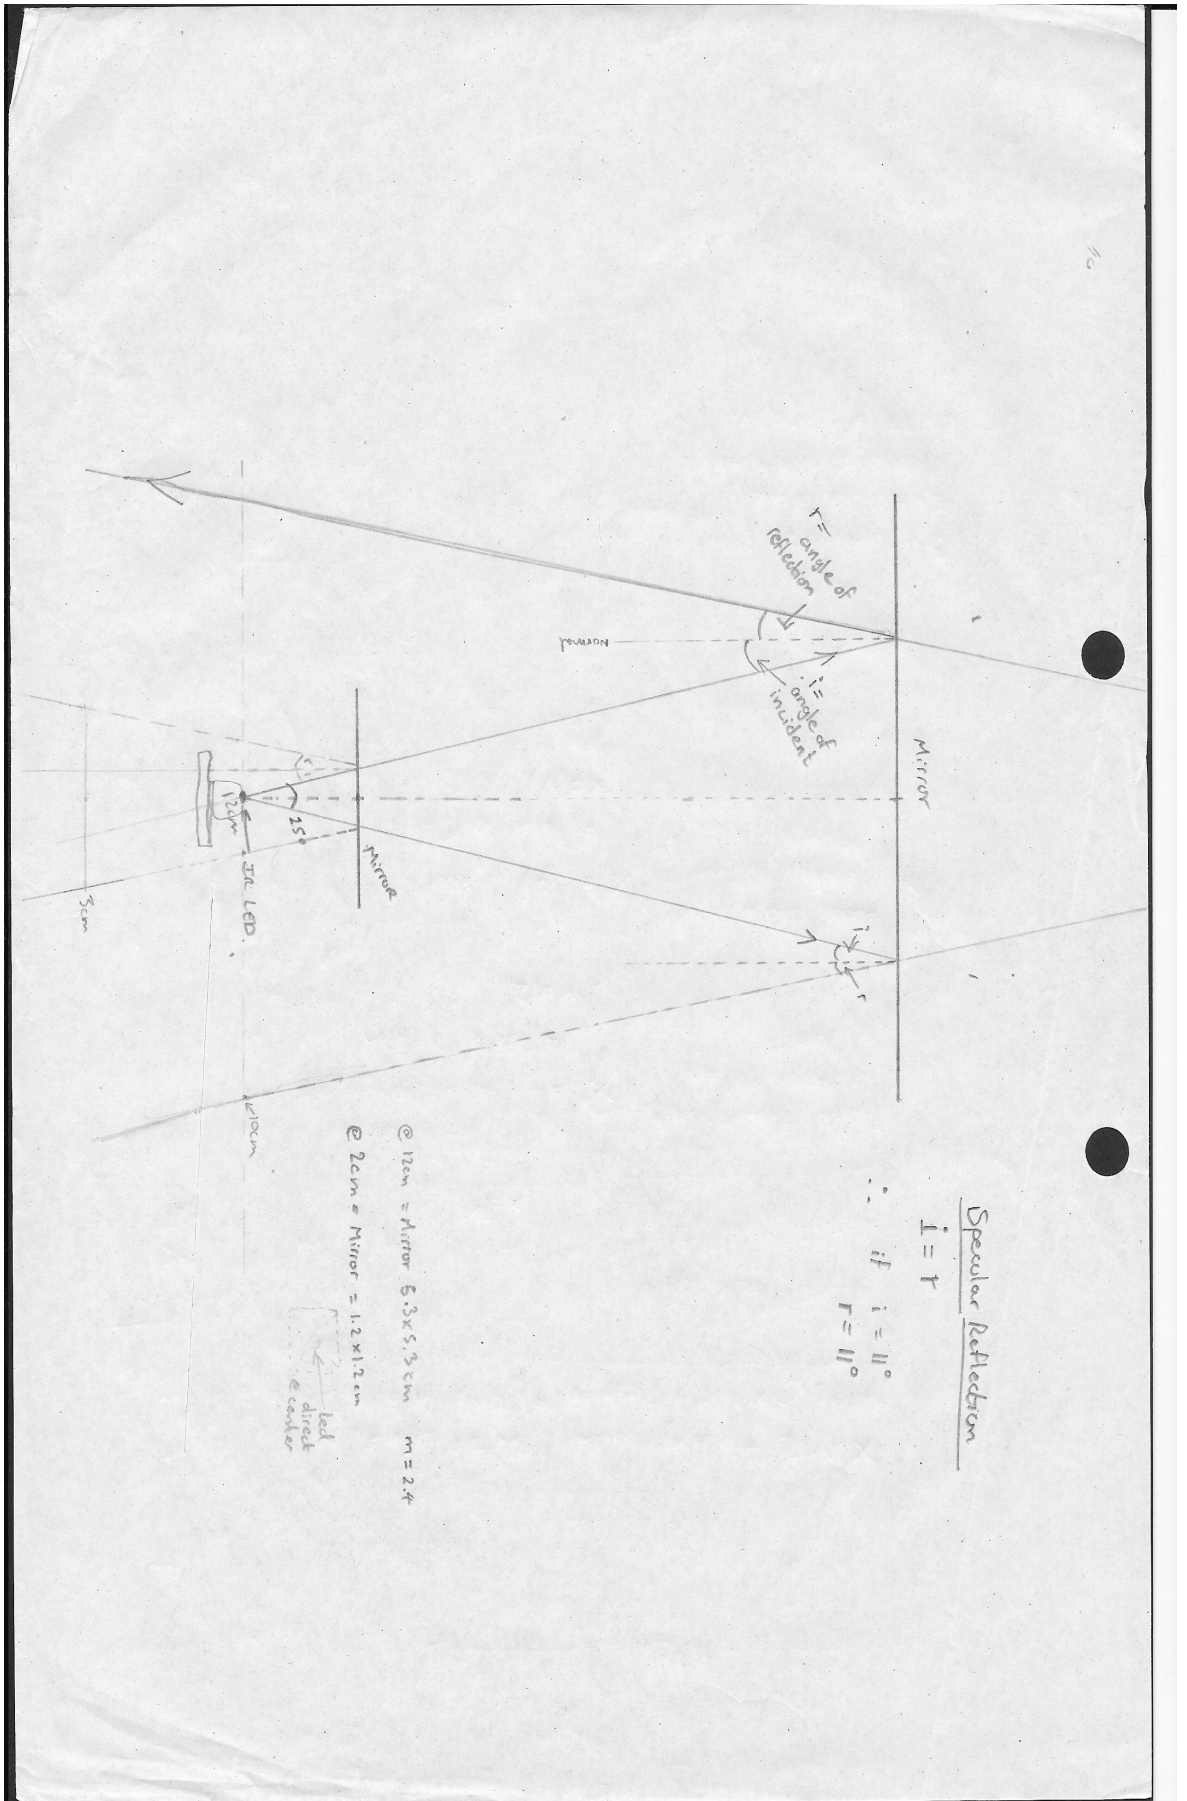 Specular Reflection
i = r
∴ if i = 11°
r = 11°
Mirror
r =
angle of
reflection
i =
angle of
incident
normal
i
r
Mirror
25°
r
12cm
IR LED.
3cm
10cm
@ 12cm = Mirror 5.3x5.3cm m = 2.4
@ 2cm = Mirror = 1.2x1.2cm
led
direct
center